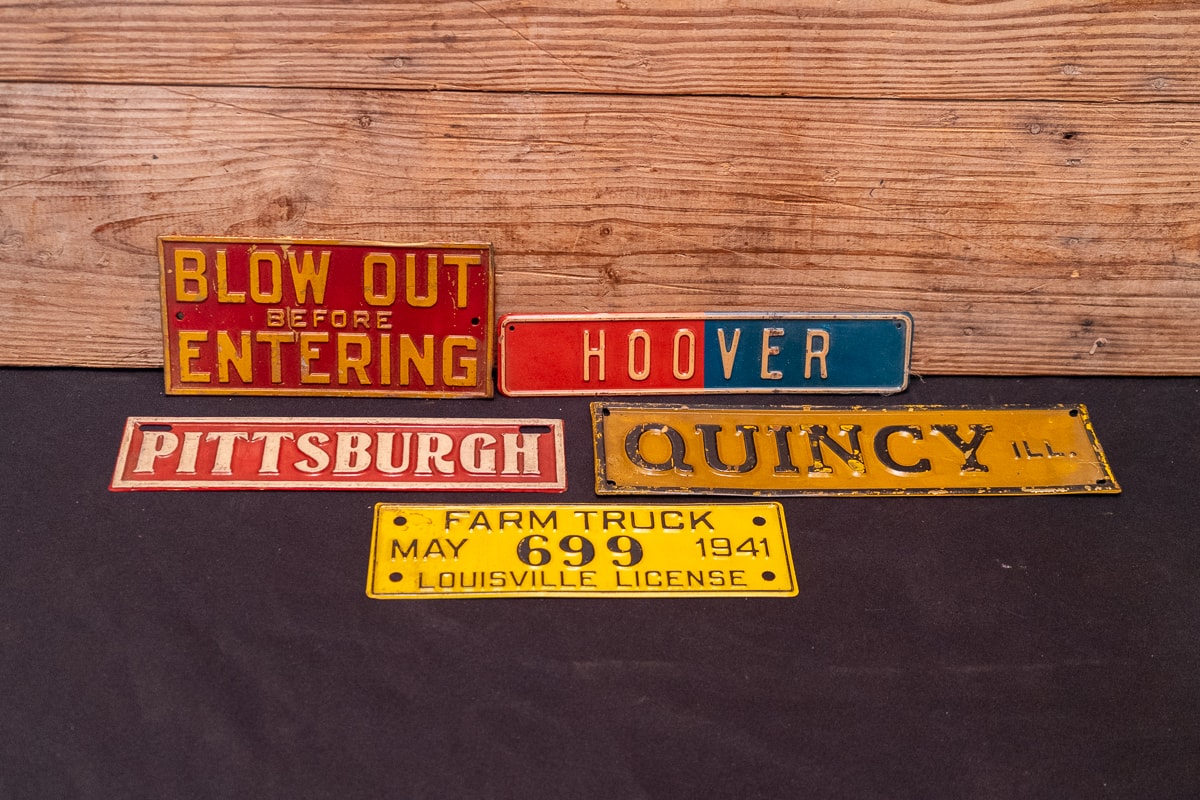 BLOW OUT
BEFORE
ENTERING
HOOVER
PITTSBURGH
QUINCY ILL.
FARM TRUCK
MAY 699 1941
LOUISVILLE LICENSE